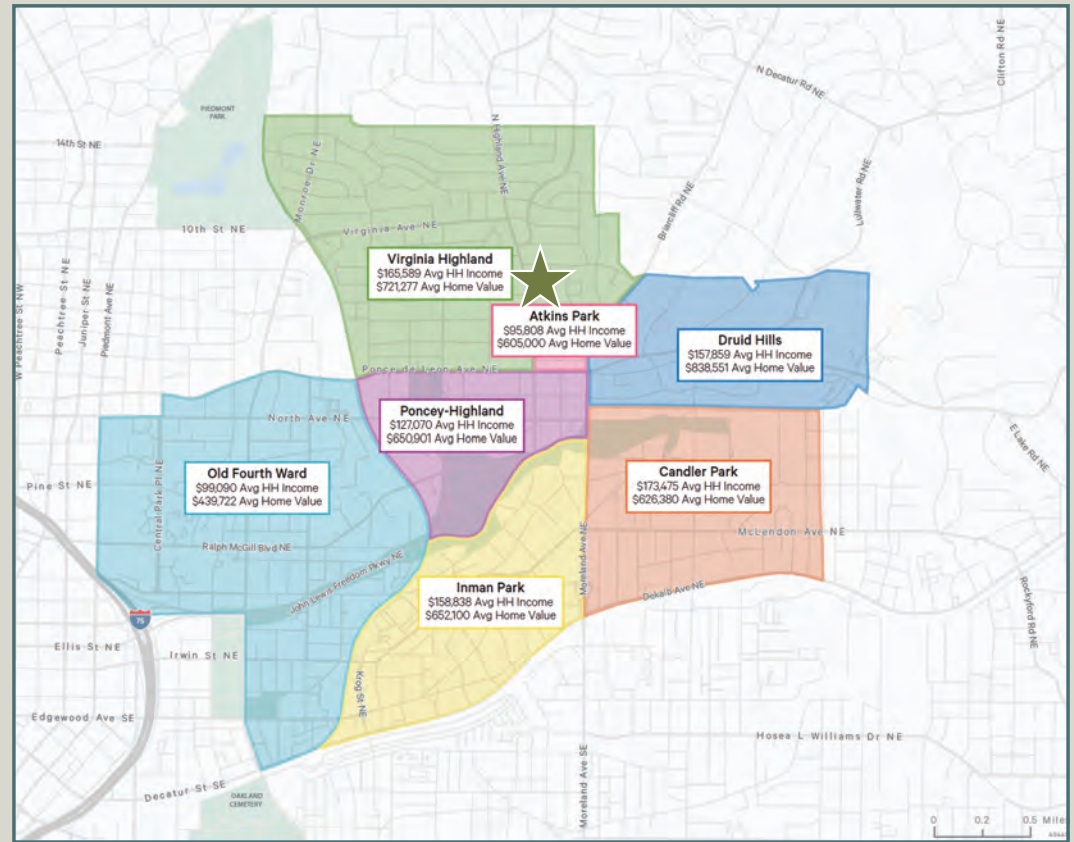 Clifton Rd NE
N Decatur Rd NE
PIEDMONT
PARK
14th St NE
N Highland Ave NE
Monroe Dr NE
Lullwater Rd NE
Briarcliff Rd NE
10th St NE
Virginia Ave NE
Virginia Highland
$165,589 Avg HH Income
$721,277 Avg Home Value
W Peachtree St NW
Peachtree St NE
Juniper St NE
Piedmont Ave NE
Atkins Park
$95,808 Avg HH Income
$605,000 Avg Home Value
Druid Hills
$157,859 Avg HH Income
$838,551 Avg Home Value
Ponce de Leon Ave NE
Poncey-Highland
$127,070 Avg HH Income
$650,901 Avg Home Value
North Ave NE
E Lake Rd NE
Old Fourth Ward
$99,090 Avg HH Income
$439,722 Avg Home Value
Candler Park
$173,475 Avg HH Income
$626,380 Avg Home Value
Pine St NE
Central Park Pl NE
McLendon Ave NE
Ralph McGill Blvd NE
Moreland Ave NE
John Lewis Freedom Pkwy NE
Inman Park
$158,838 Avg HH Income
$652,100 Avg Home Value
Dekalb Ave NE
Rockyford Rd NE
75
Ellis St NE
Irwin St NE
Krog St NE
Edgewood Ave SE
Hosea L Williams Dr NE
Moreland Ave SE
Decatur St SE
OAKLAND
CEMETERY
0 0.2 0.5 Mile